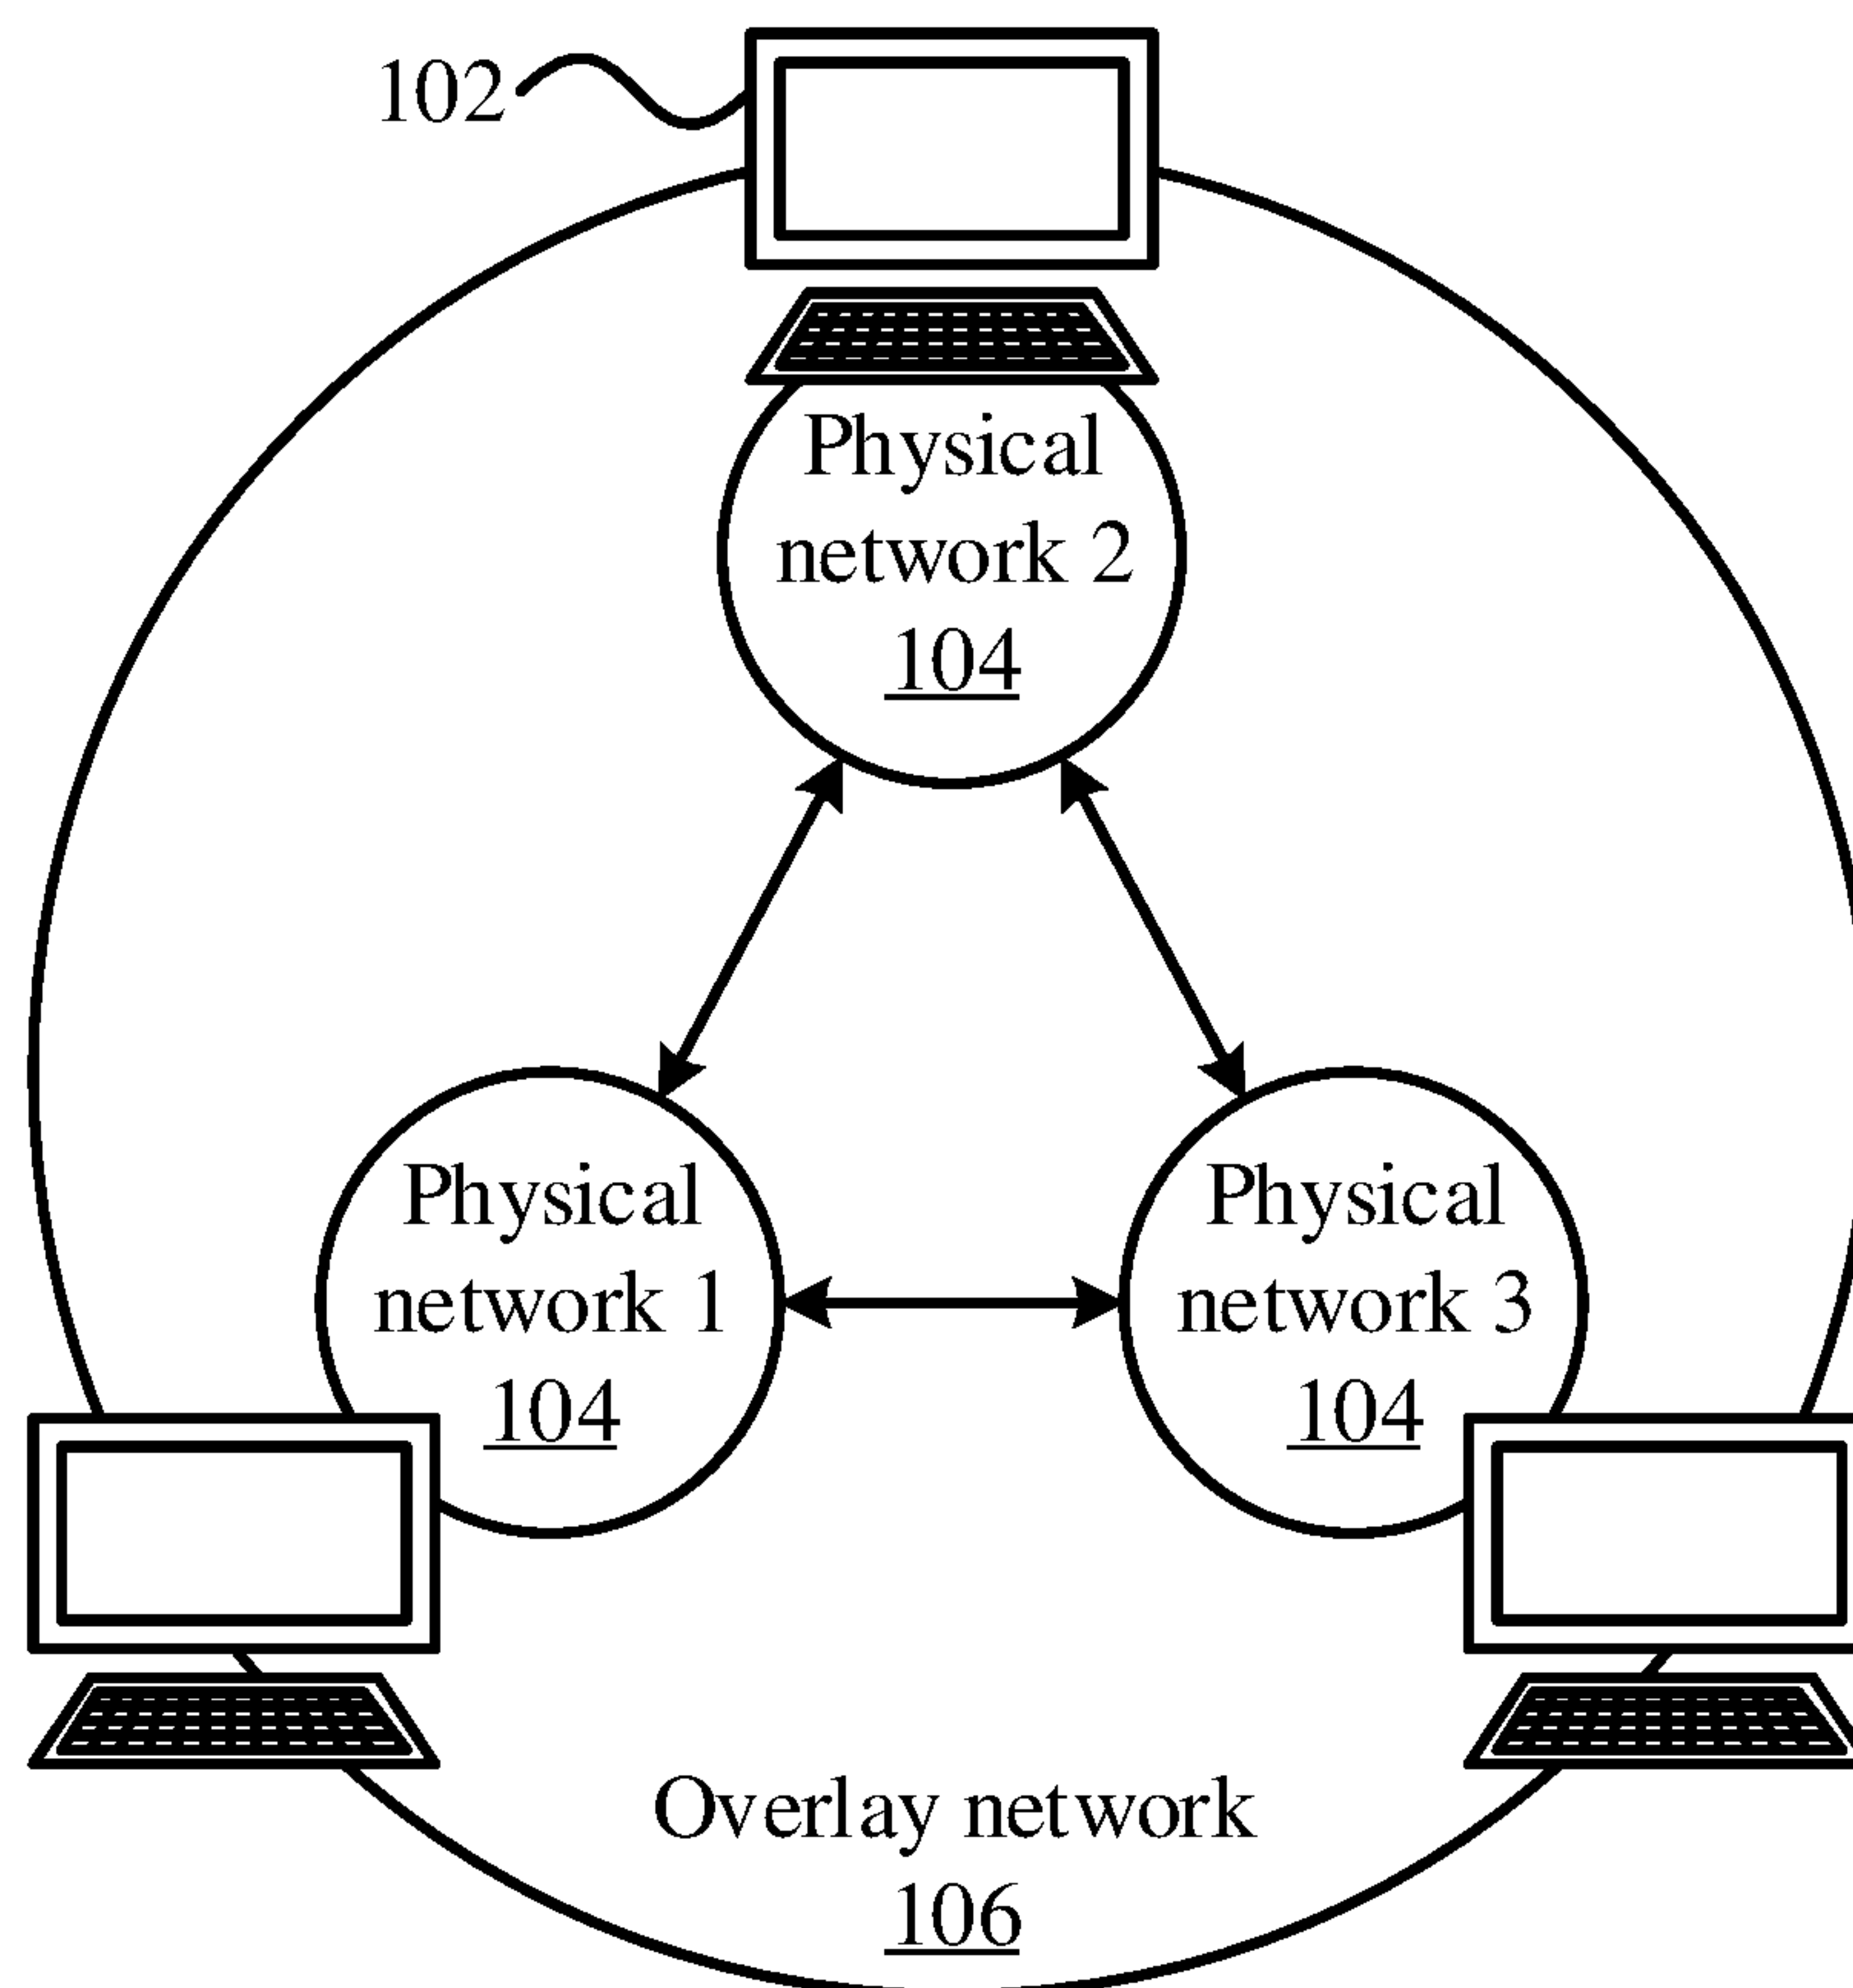 102
Physical
network 2
104
Physical
network 1
104
Physical
network 3
104
Overlay network
106